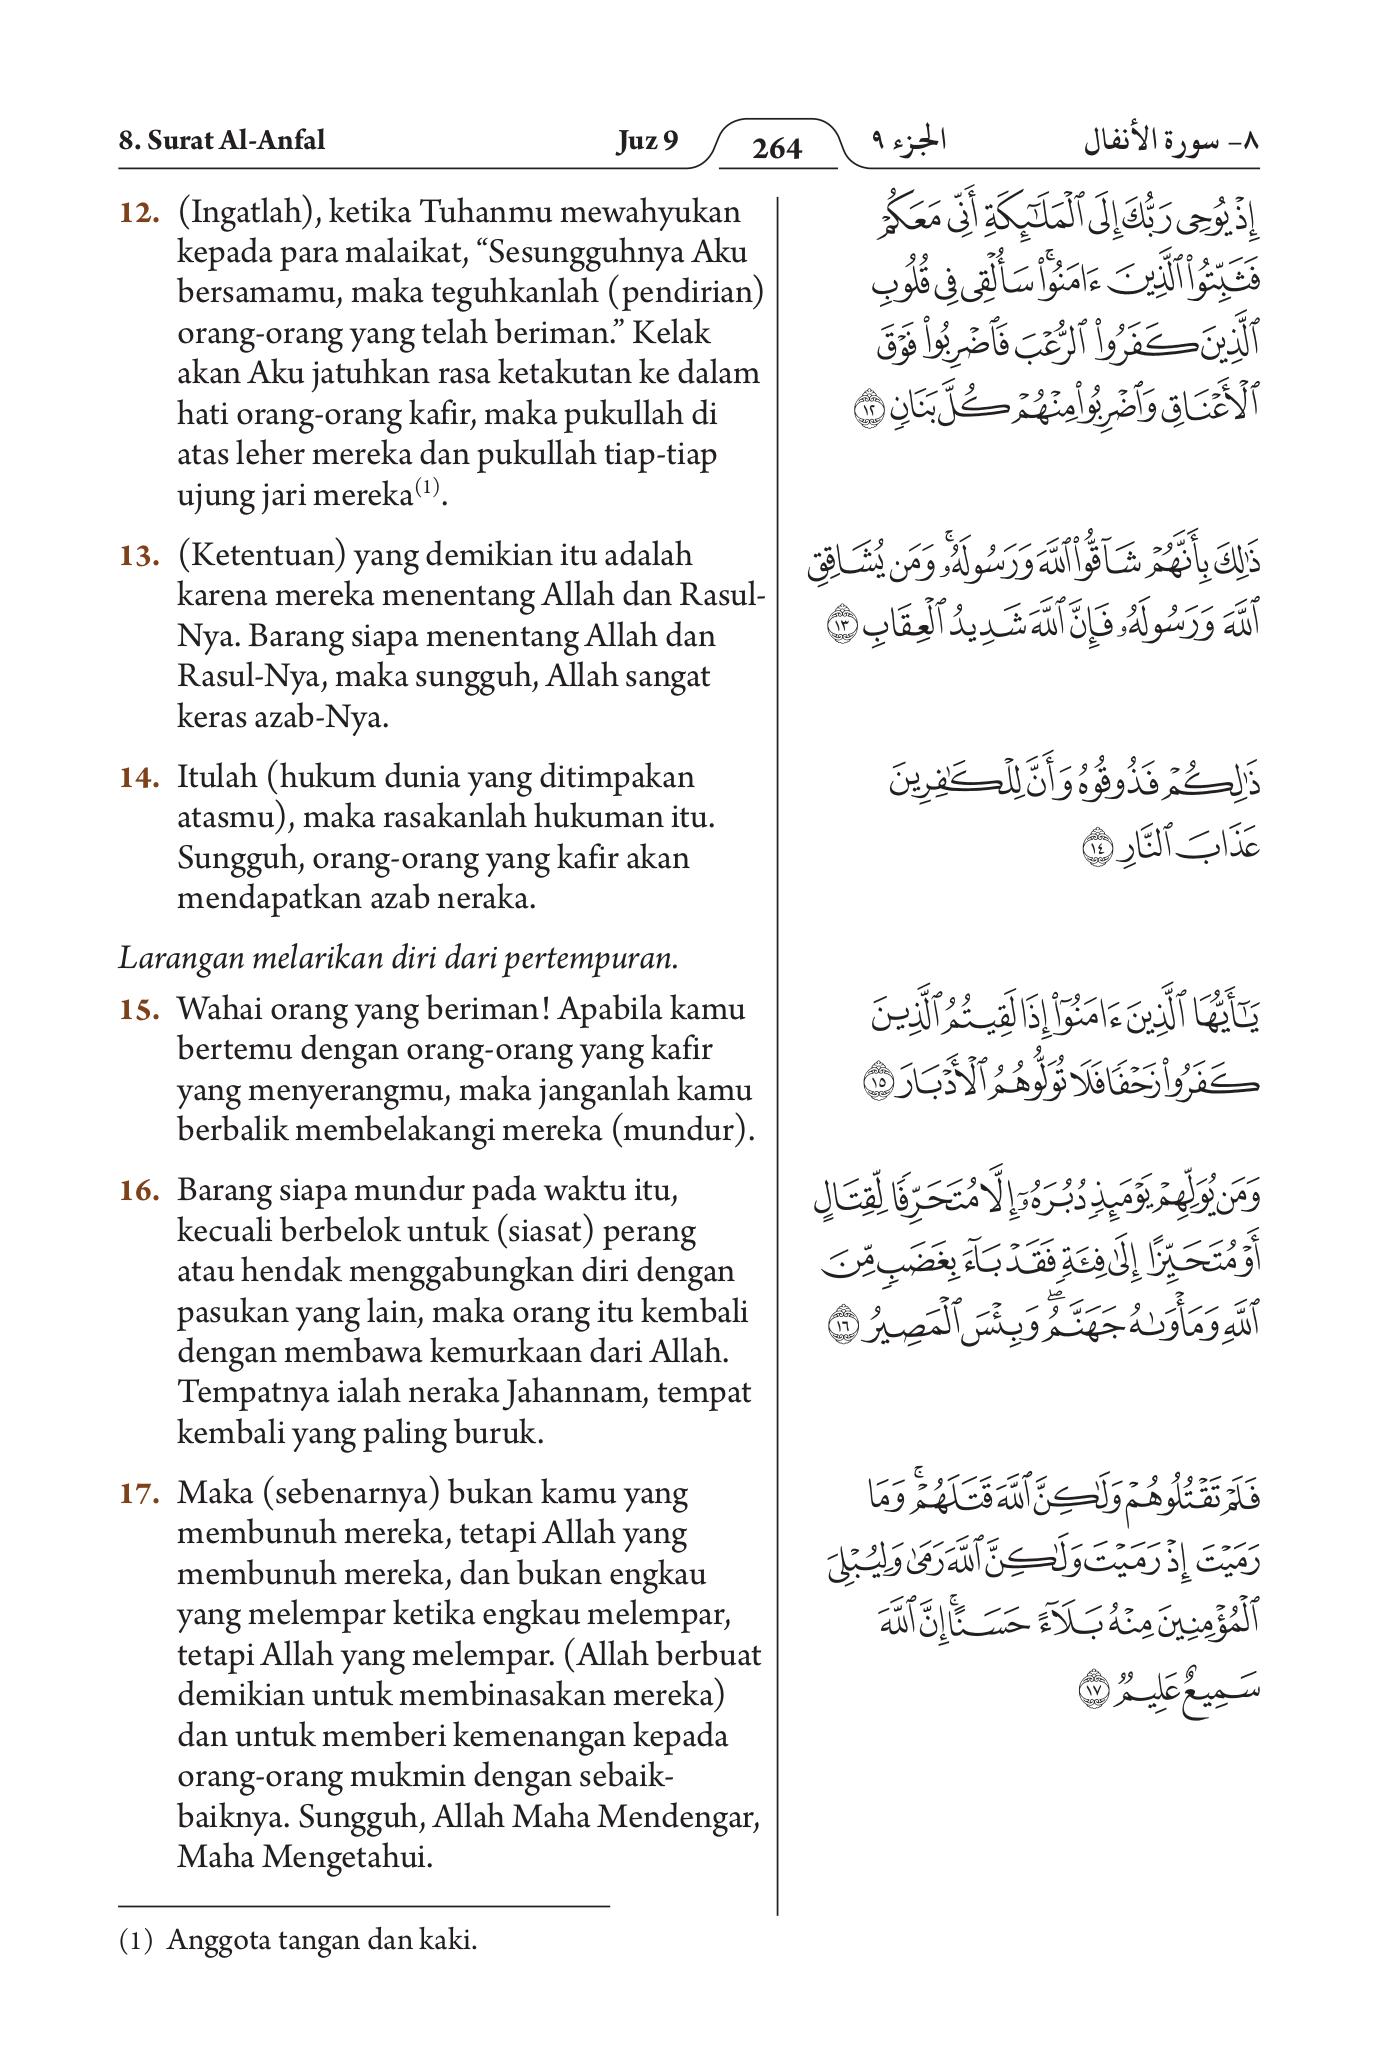 8. Surat Al-Anfal
Juz 9
264
الجزء ٩
٨- سورة الأنفال
12. (Ingatlah), ketika Tuhanmu mewahyukan
kepada para malaikat, “Sesungguhnya Aku
bersamamu, maka teguhkanlah (pendirian)
orang-orang yang telah beriman.” Kelak
akan Aku jatuhkan rasa ketakutan ke dalam
hati orang-orang kafir, maka pukullah di
atas leher mereka dan pukullah tiap-tiap
ujung jari mereka(1).
13. (Ketentuan) yang demikian itu adalah
karena mereka menentang Allah dan Rasul-
Nya. Barang siapa menentang Allah dan
Rasul-Nya, maka sungguh, Allah sangat
keras azab-Nya.
14. Itulah (hukum dunia yang ditimpakan
atasmu), maka rasakanlah hukuman itu.
Sungguh, orang-orang yang kafir akan
mendapatkan azab neraka.
Larangan melarikan diri dari pertempuran.
15. Wahai orang yang beriman! Apabila kamu
bertemu dengan orang-orang yang kafir
yang menyerangmu, maka janganlah kamu
berbalik membelakangi mereka (mundur).
16. Barang siapa mundur pada waktu itu,
kecuali berbelok untuk (siasat) perang
atau hendak menggabungkan diri dengan
pasukan yang lain, maka orang itu kembali
dengan membawa kemurkaan dari Allah.
Tempatnya ialah neraka Jahannam, tempat
kembali yang paling buruk.
17. Maka (sebenarnya) bukan kamu yang
membunuh mereka, tetapi Allah yang
membunuh mereka, dan bukan engkau
yang melempar ketika engkau melempar,
tetapi Allah yang melempar. (Allah berbuat
demikian untuk membinasakan mereka)
dan untuk memberi kemenangan kepada
orang-orang mukmin dengan sebaik-
baiknya. Sungguh, Allah Maha Mendengar,
Maha Mengetahui.
(1) Anggota tangan dan kaki.
إِذْ يُوحِى رَبُّكَ إِلَى ٱلْمَلَـٰٓئِكَةِ أَنِّى مَعَكُمْ
فَثَبِّتُوا۟ ٱلَّذِينَ ءَامَنُوا۟ۚ سَأُلْقِى فِى قُلُوبِ
ٱلَّذِينَ كَفَرُوا۟ ٱلرُّعْبَ فَٱضْرِبُوا۟ فَوْقَ
ٱلْأَعْنَاقِ وَٱضْرِبُوا۟ مِنْهُمْ كُلَّ بَنَانٍ ١٢
ذَٰلِكَ بِأَنَّهُمْ شَآقُّوا۟ ٱللَّهَ وَرَسُولَهُۥۚ وَمَن يُشَاقِقِ
ٱللَّهَ وَرَسُولَهُۥ فَإِنَّ ٱللَّهَ شَدِيدُ ٱلْعِقَابِ ١٣
ذَٰلِكُمْ فَذُوقُوهُ وَأَنَّ لِلْكَـٰفِرِينَ
عَذَابَ ٱلنَّارِ ١٤
يَـٰٓأَيُّهَا ٱلَّذِينَ ءَامَنُوٓا۟ إِذَا لَقِيتُمُ ٱلَّذِينَ
كَفَرُوا۟ زَحْفًا فَلَا تُوَلُّوهُمُ ٱلْأَدْبَارَ ١٥
وَمَن يُوَلِّهِمْ يَوْمَئِذٍ دُبُرَهُۥٓ إِلَّا مُتَحَرِّفًا لِّقِتَالٍ
أَوْ مُتَحَيِّزًا إِلَىٰ فِئَةٍ فَقَدْ بَآءَ بِغَضَبٍ مِّنَ
ٱللَّهِ وَمَأْوَىٰهُ جَهَنَّمُۖ وَبِئْسَ ٱلْمَصِيرُ ١٦
فَلَمْ تَقْتُلُوهُمْ وَلَـٰكِنَّ ٱللَّهَ قَتَلَهُمْۚ وَمَا
رَمَيْتَ إِذْ رَمَيْتَ وَلَـٰكِنَّ ٱللَّهَ رَمَىٰ وَلِيُبْلِىَ
ٱلْمُؤْمِنِينَ مِنْهُ بَلَآءً حَسَنًاۚ إِنَّ ٱللَّهَ
سَمِيعٌ عَلِيمٌ ١٧